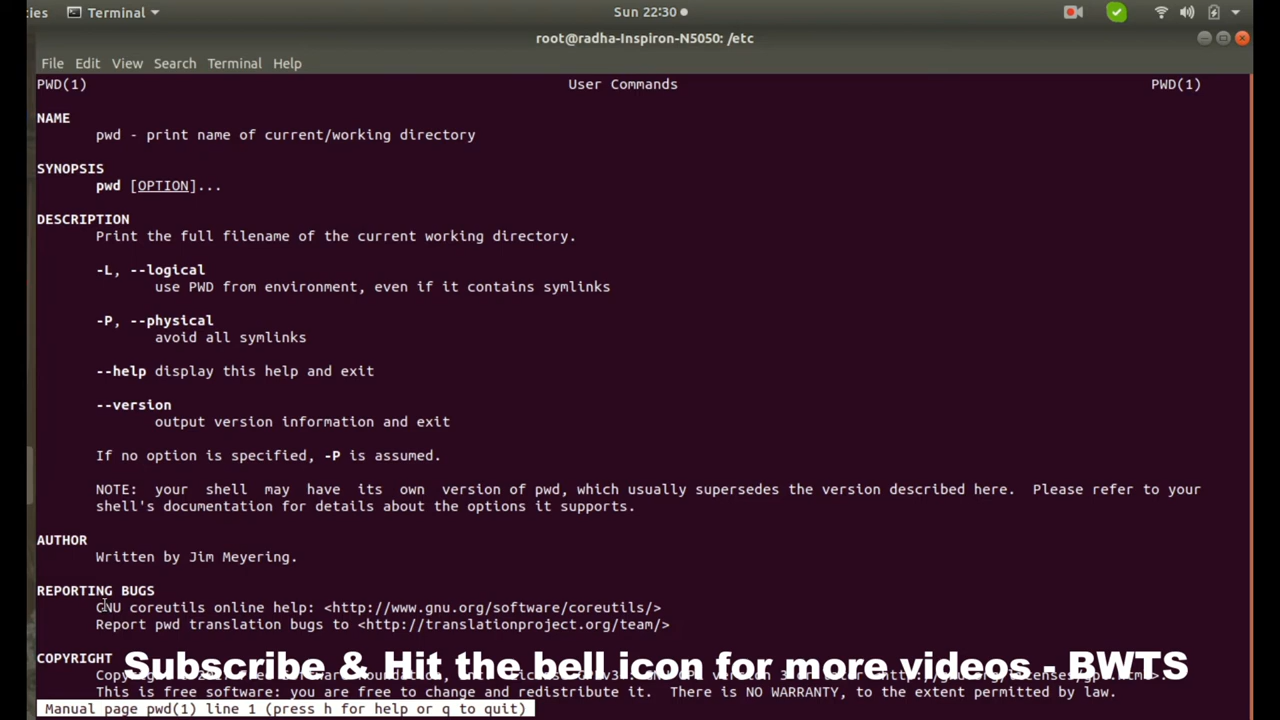 ies Terminal Sun 22:30
root@radha-Inspiron-N5050: /etc
File Edit View Search Terminal Help
PWD(1) User Commands PWD(1)
NAME
pwd - print name of current/working directory
SYNOPSIS
pwd [OPTION]...
DESCRIPTION
Print the full filename of the current working directory.
-L, --logical
use PWD from environment, even if it contains symlinks
-P, --physical
avoid all symlinks
--help display this help and exit
--version
output version information and exit
If no option is specified, -P is assumed.
NOTE: your shell may have its own version of pwd, which usually supersedes the version described here. Please refer to your
shell's documentation for details about the options it supports.
AUTHOR
Written by Jim Meyering.
REPORTING BUGS
GNU coreutils online help: <http://www.gnu.org/software/coreutils/>
Report pwd translation bugs to <http://translationproject.org/team/>
COPYRIGHT
Subscribe & Hit the bell icon for more videos - BWTS
This is free software: you are free to change and redistribute it. There is NO WARRANTY, to the extent permitted by law.
Manual page pwd(1) line 1 (press h for help or q to quit)